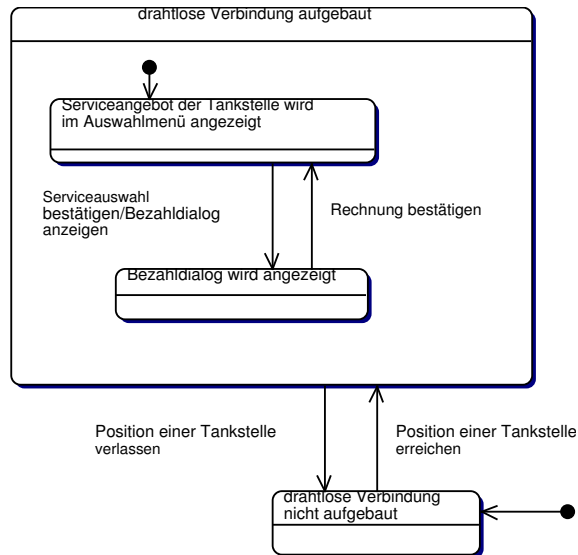 drahtlose Verbindung aufgebaut
Serviceangebot der Tankstelle wird
im Auswahlmenü angezeigt
Serviceauswahl
bestätigen/Bezahldialog
anzeigen
Rechnung bestätigen
Bezahldialog wird angezeigt
Position einer Tankstelle
verlassen
Position einer Tankstelle
erreichen
drahtlose Verbindung
nicht aufgebaut